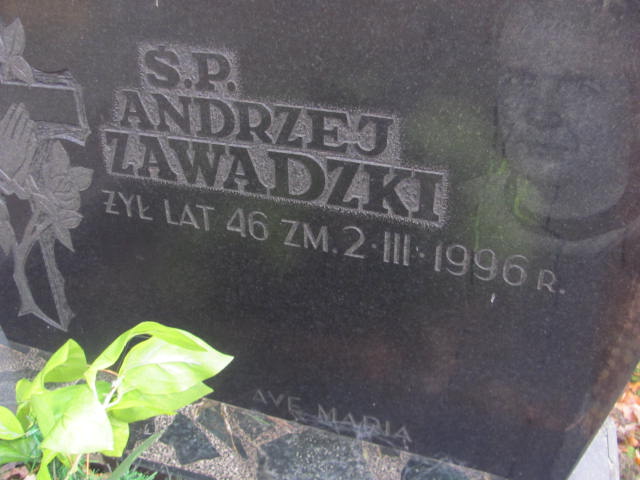 Ś.P.
ANDRZEJ
ZAWADZKI
ŻYŁ LAT 46 ZM. 2·III·1996 R.
AVE MARIA